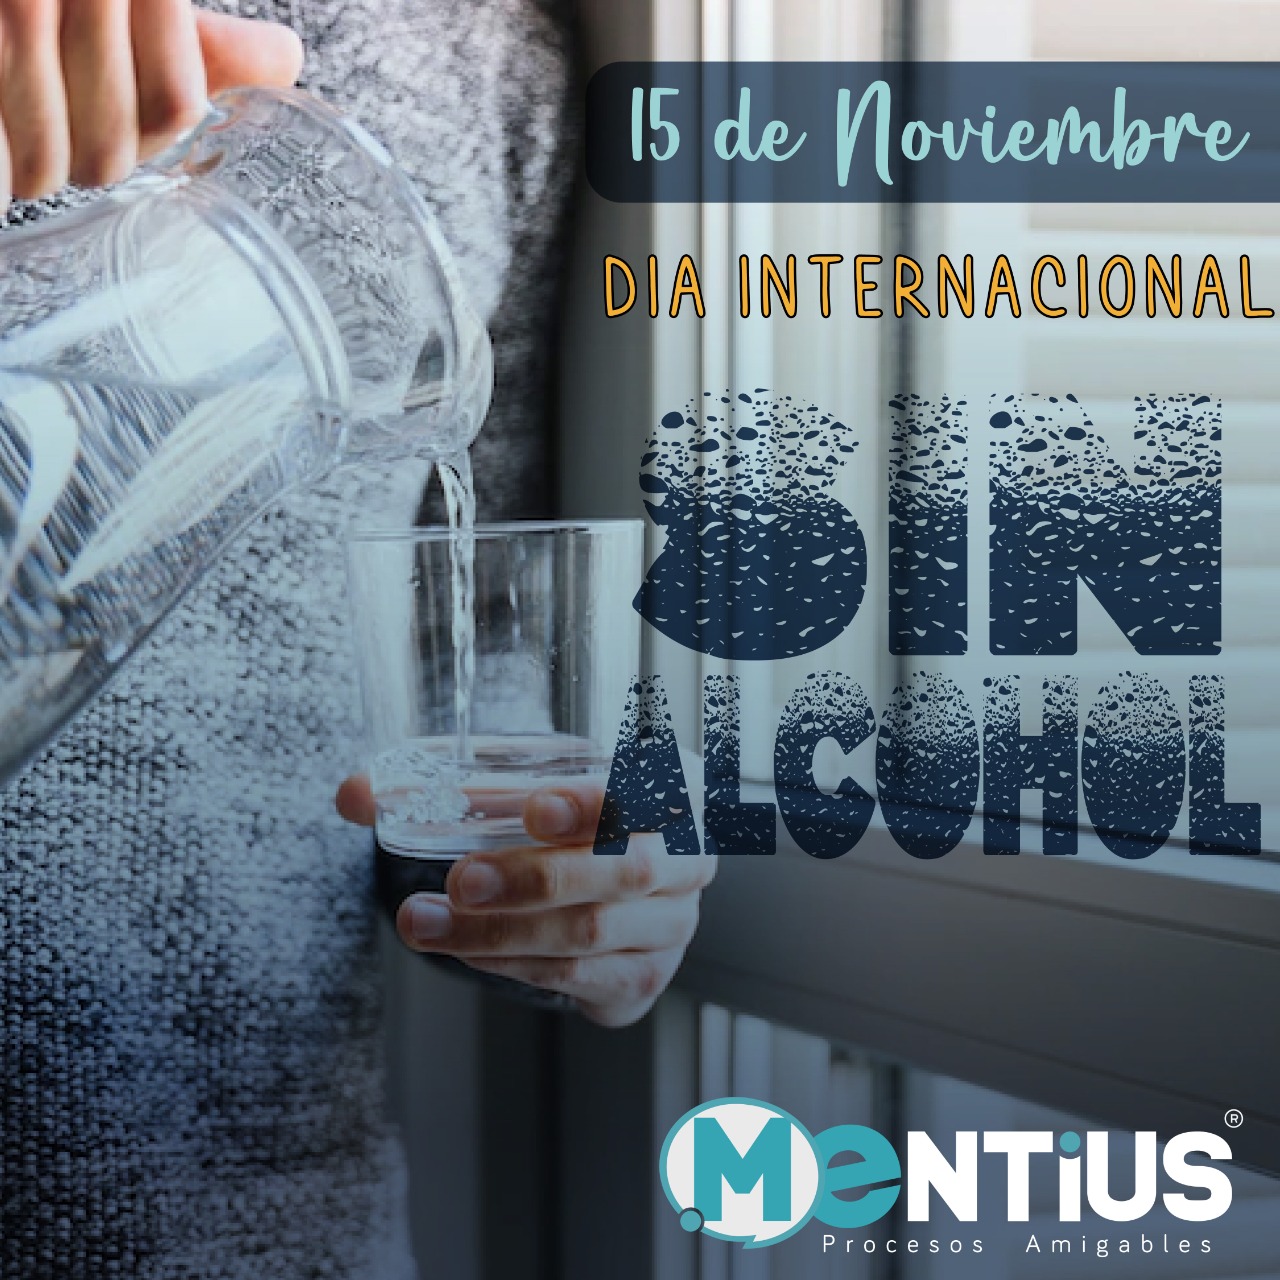 15 de Noviembre
DIA INTERNACIONAL
SIN
ALCOHOL
MeNTiUS®
Procesos Amigables